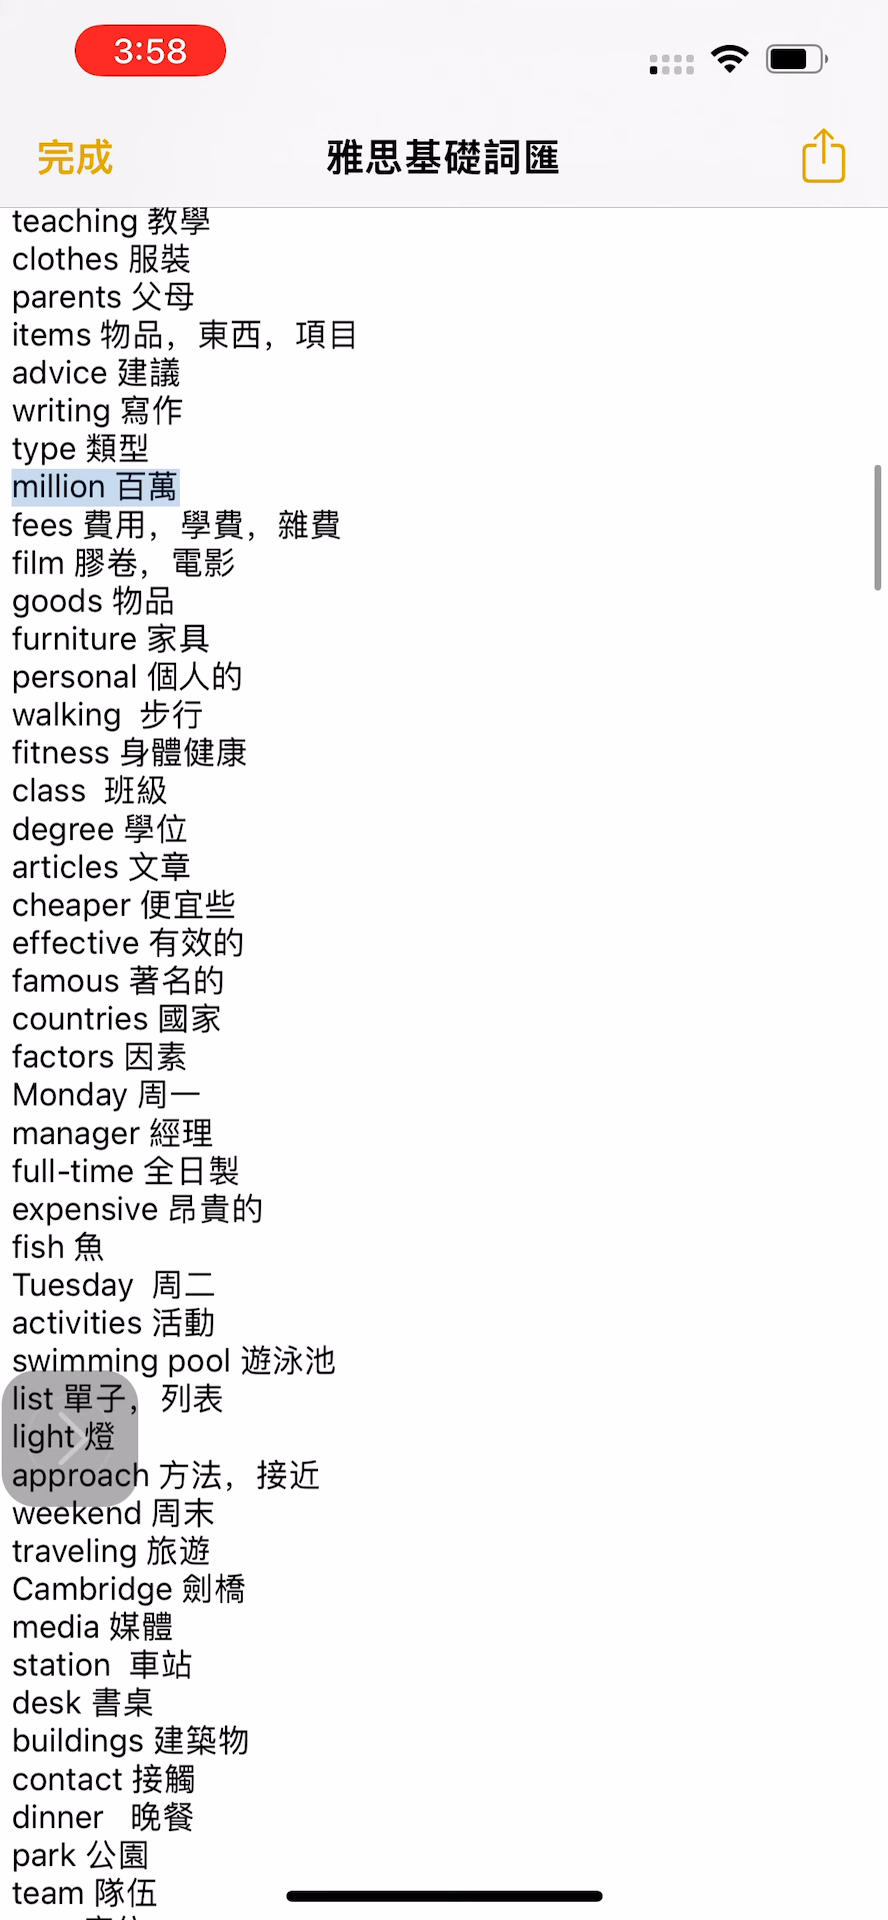 3:58
完成
雅思基礎詞匯
teaching 教學
clothes 服裝
parents 父母
items 物品，東西，項目
advice 建議
writing 寫作
type 類型
million 百萬
fees 費用，學費，雜費
film 膠卷，電影
goods 物品
furniture 家具
personal 個人的
walking  步行
fitness 身體健康
class  班級
degree 學位
articles 文章
cheaper 便宜些
effective 有效的
famous 著名的
countries 國家
factors 因素
Monday 周一
manager 經理
full-time 全日製
expensive 昂貴的
fish 魚
Tuesday  周二
activities 活動
swimming pool 遊泳池
list 單子，列表
light 燈
approach 方法，接近
weekend 周末
traveling 旅遊
Cambridge 劍橋
media 媒體
station  車站
desk 書桌
buildings 建築物
contact 接觸
dinner   晚餐
park 公園
team 隊伍